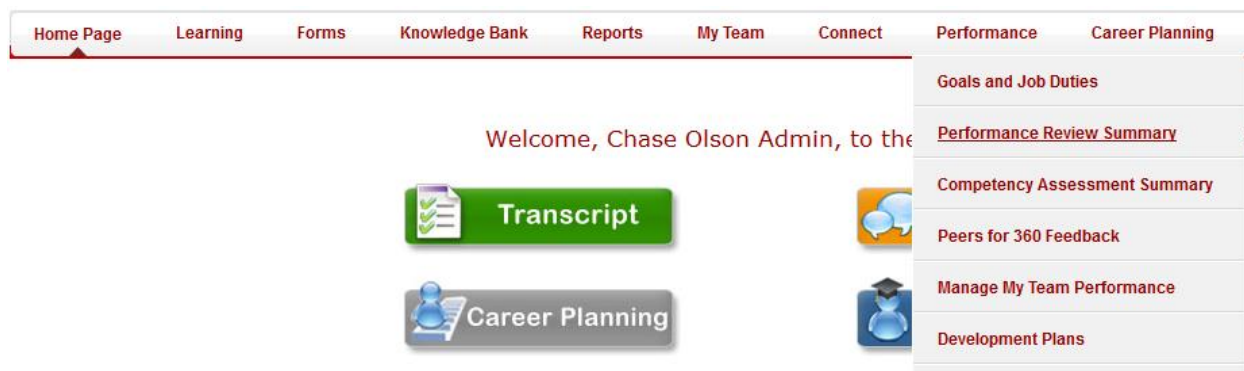 Home Page Learning Forms Knowledge Bank Reports My Team Connect Performance Career Planning
Goals and Job Duties
Welcome, Chase Olson Admin, to the
Performance Review Summary
Competency Assessment Summary
Transcript
Peers for 360 Feedback
Manage My Team Performance
Career Planning
Development Plans